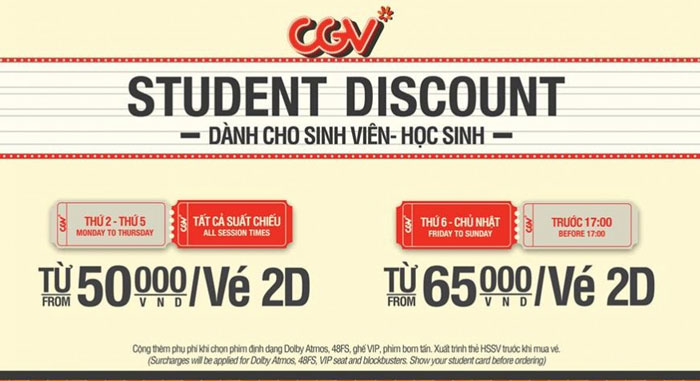 CGV
STUDENT DISCOUNT
DÀNH CHO SINH VIÊN- HỌC SINH
CGV
THỨ 2 - THỨ 5
MONDAY TO THURSDAY
TẤT CẢ SUẤT CHIẾU
ALL SESSION TIMES
TỪ FROM 50 000 VND/Vé 2D
CGV
THỨ 6 - CHỦ NHẬT
FRIDAY TO SUNDAY
TRƯỚC 17:00
BEFORE 17:00
TỪ FROM 65 000 VND/Vé 2D
Cộng thêm phụ phí khi chọn phim định dạng Dolby Atmos, 48FS, ghế VIP, phim bom tấn. Xuất trình thẻ HSSV trước khi mua vé.
(Surcharges will be applied for Dolby Atmos, 48FS, VIP seat and blockbusters. Show your student card before ordering)